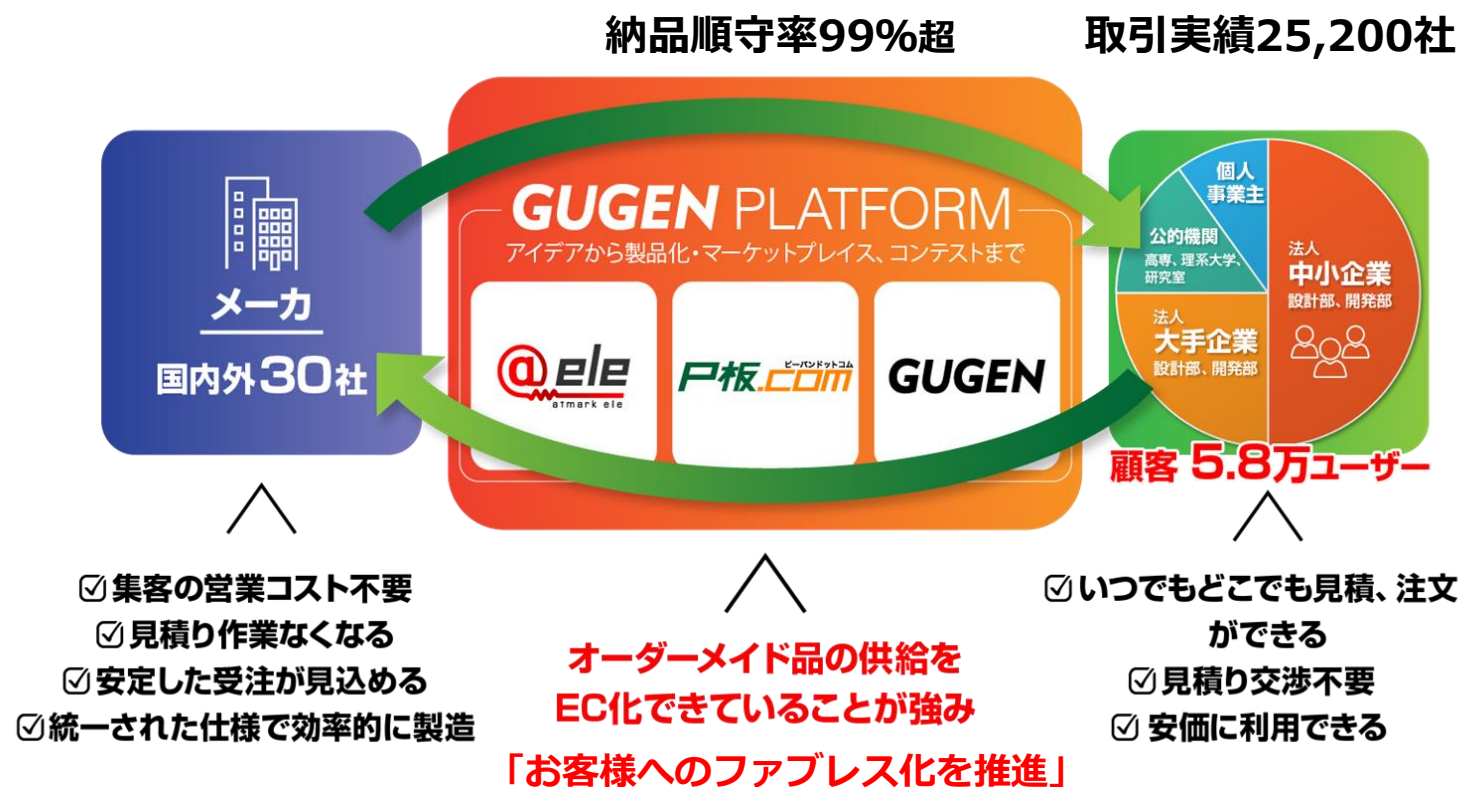 納品順守率99%超
取引実績25,200社
メーカ
国内外30社
GUGEN PLATFORM
アイデアから製品化・マーケットプレイス、コンテストまで
@ele
atmark ele
ピーバンドットコム
P板.com
GUGEN
個人
事業主
公的機関
高専、理系大学、
研究室
法人
中小企業
設計部、開発部
法人
大手企業
設計部、開発部
顧客 5.8万ユーザー
☑集客の営業コスト不要
☑見積り作業なくなる
☑安定した受注が見込める
☑統一された仕様で効率的に製造
オーダーメイド品の供給を
EC化できていることが強み
「お客様へのファブレス化を推進」
☑いつでもどこでも見積、注文
ができる
☑見積り交渉不要
☑安価に利用できる